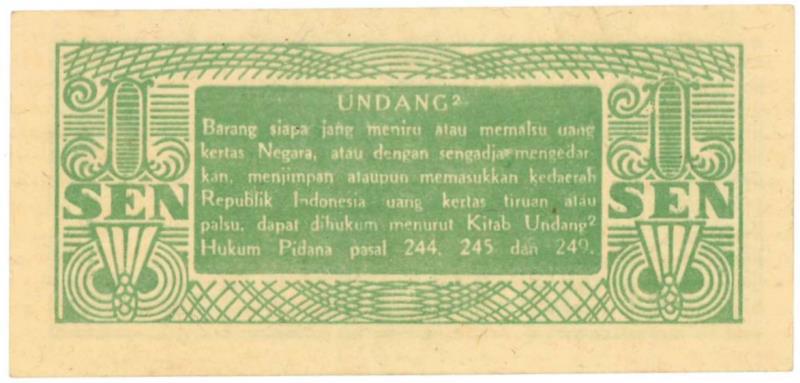 UNDANG²
Barang siapa jang meniru atau memalsu uang
kertas Negara, atau dengan sengadja mengedar-
kan, menjimpan ataupun memasukkan kedaerah
Republik Indonesia uang kertas tiruan atau
palsu, dapat dihukum menurut Kitab Undang²
Hukum Pidana pasal 244, 245 dan 249.
1 SEN
1 SEN